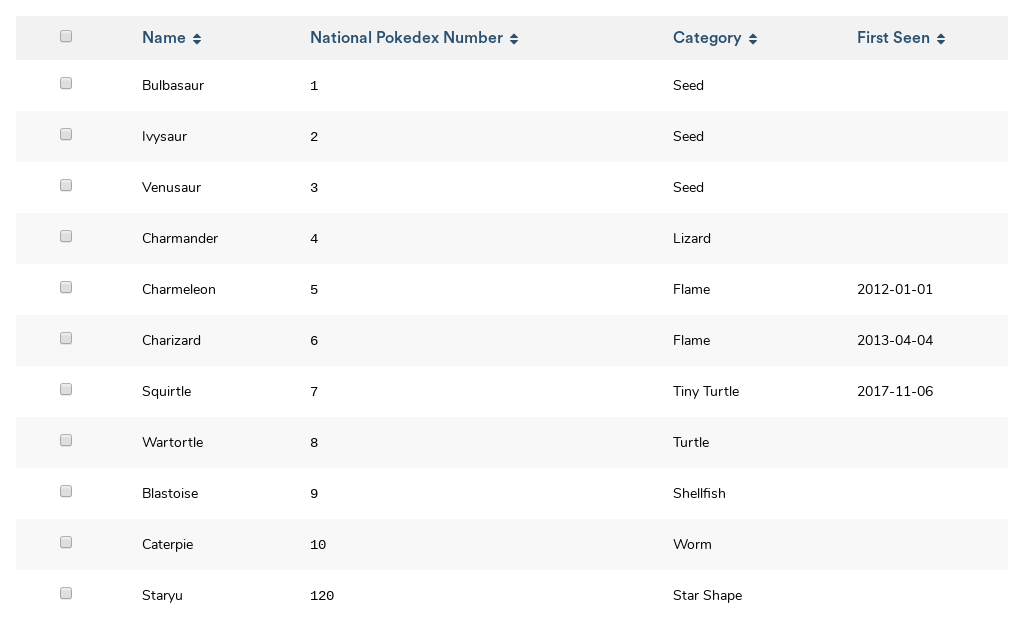 Name National Pokedex Number Category First Seen
Bulbasaur 1 Seed
Ivysaur 2 Seed
Venusaur 3 Seed
Charmander 4 Lizard
Charmeleon 5 Flame 2012-01-01
Charizard 6 Flame 2013-04-04
Squirtle 7 Tiny Turtle 2017-11-06
Wartortle 8 Turtle
Blastoise 9 Shellfish
Caterpie 10 Worm
Staryu 120 Star Shape